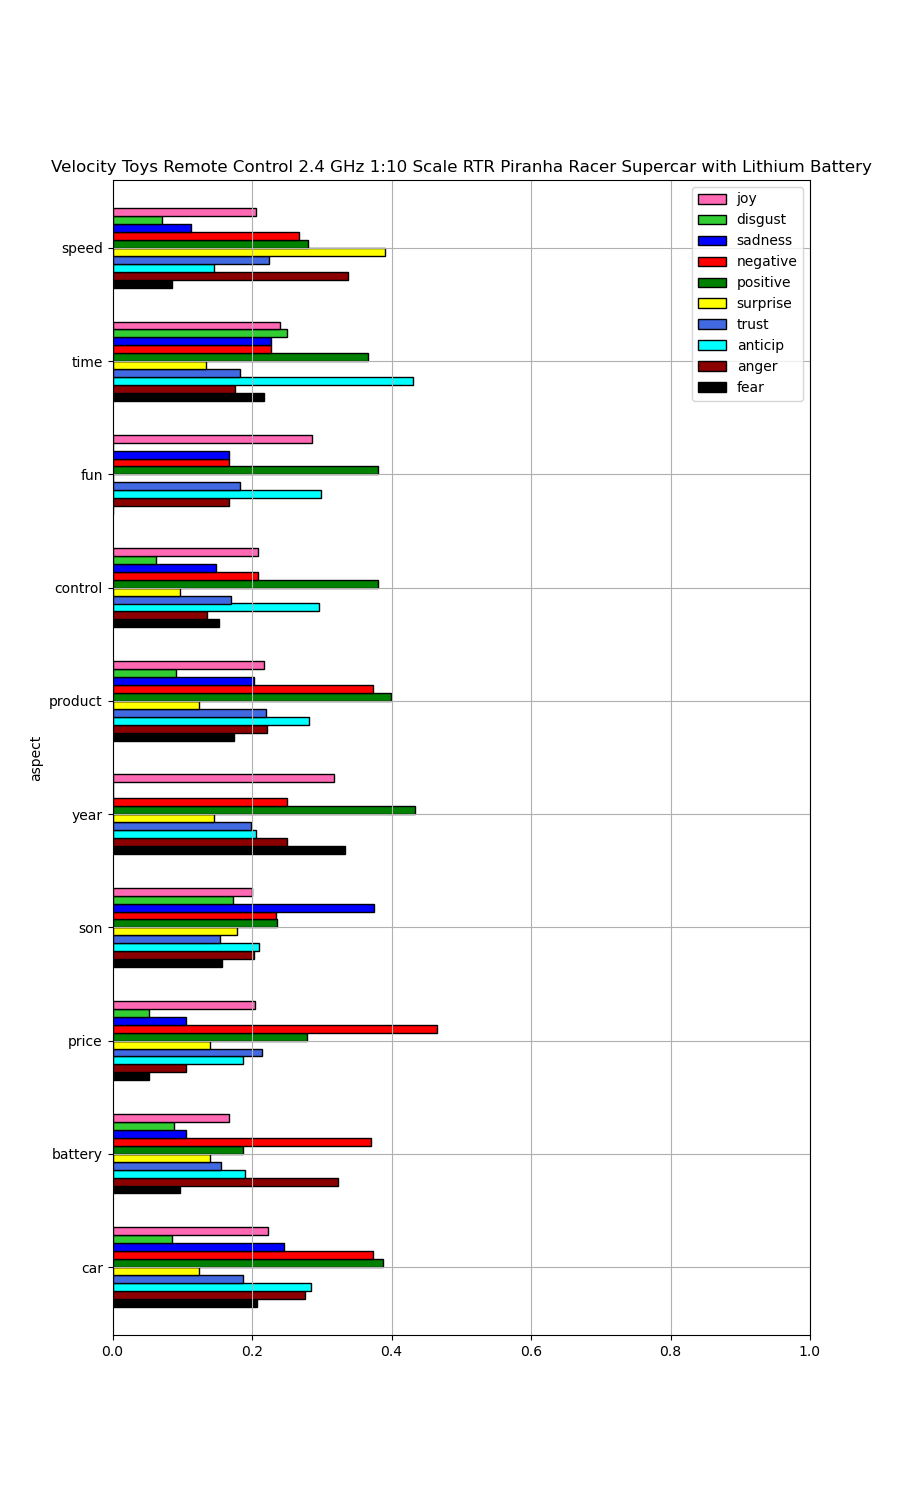 Velocity Toys Remote Control 2.4 GHz 1:10 Scale RTR Piranha Racer Supercar with Lithium Battery
joy
disgust
sadness
negative
positive
surprise
trust
anticip
anger
fear
speed
time
fun
control
product
year
son
price
battery
car
aspect
0.0 0.2 0.4 0.6 0.8 1.0